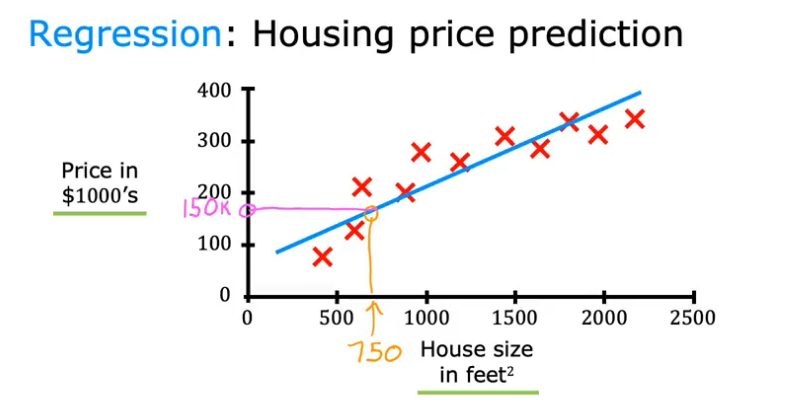 Regression: Housing price prediction
400
300
Price in
$1000's
200
150K
100
0
0 500 1000 1500 2000 2500
750
House size
in feet²